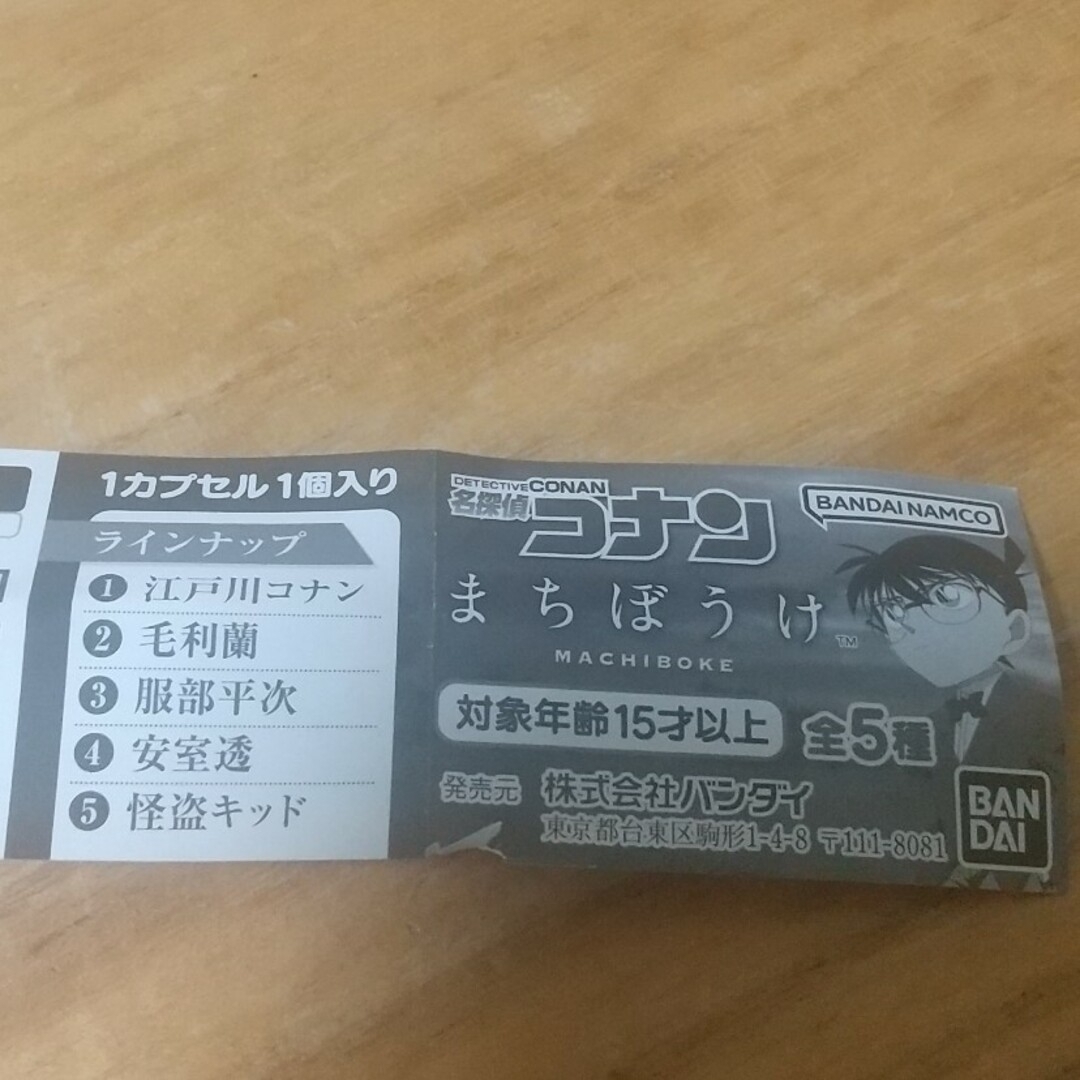 1カプセル1個入り
ラインナップ
1 江戸川コナン
2 毛利蘭
3 服部平次
4 安室透
5 怪盗キッド
DETECTIVE CONAN
名探偵コナン
BANDAI NAMCO
まちぼうけ™
MACHIBOKE
対象年齢15才以上
全5種
発売元 株式会社バンダイ
東京都台東区駒形1-4-8 〒111-8081
BAN
DAI